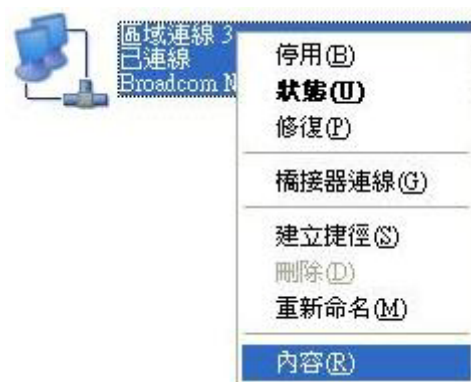 區域連線 3
已連線
Broadcom N
停用(B)
狀態(U)
修復(P)
橋接器連線(G)
建立捷徑(S)
刪除(D)
重新命名(M)
內容(R)